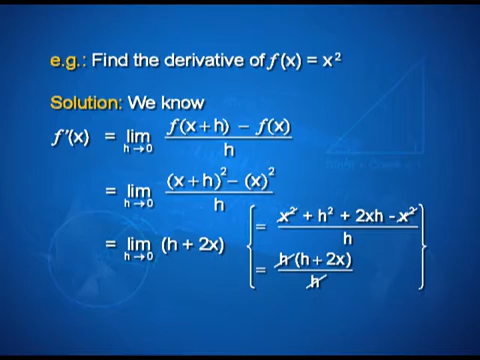 e.g.: Find the derivative of f(x) = x²
Solution: We know
f'(x) = lim h→0 f(x+h) − f(x) / h
= lim h→0 (x+h)² − (x)² / h
= lim h→0 (h + 2x)
= x² + h² + 2xh - x² / h
= h(h + 2x) / h